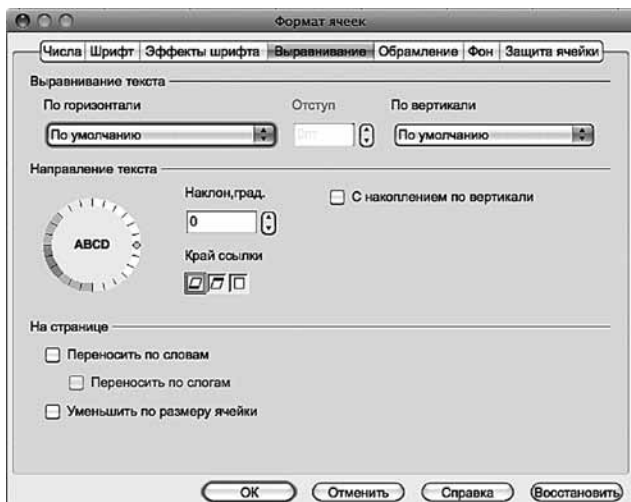 Формат ячеек
Числа Шрифт Эффекты шрифта Выравнивание Обрамление Фон Защита ячейки
Выравнивание текста
По горизонтали Отступ По вертикали
По умолчанию 0пт По умолчанию
Направление текста
Наклон,град. С накоплением по вертикали
0
ABCD
Край ссылки
На странице
Переносить по словам
Переносить по слогам
Уменьшить по размеру ячейки
ОК Отменить Справка Восстановить